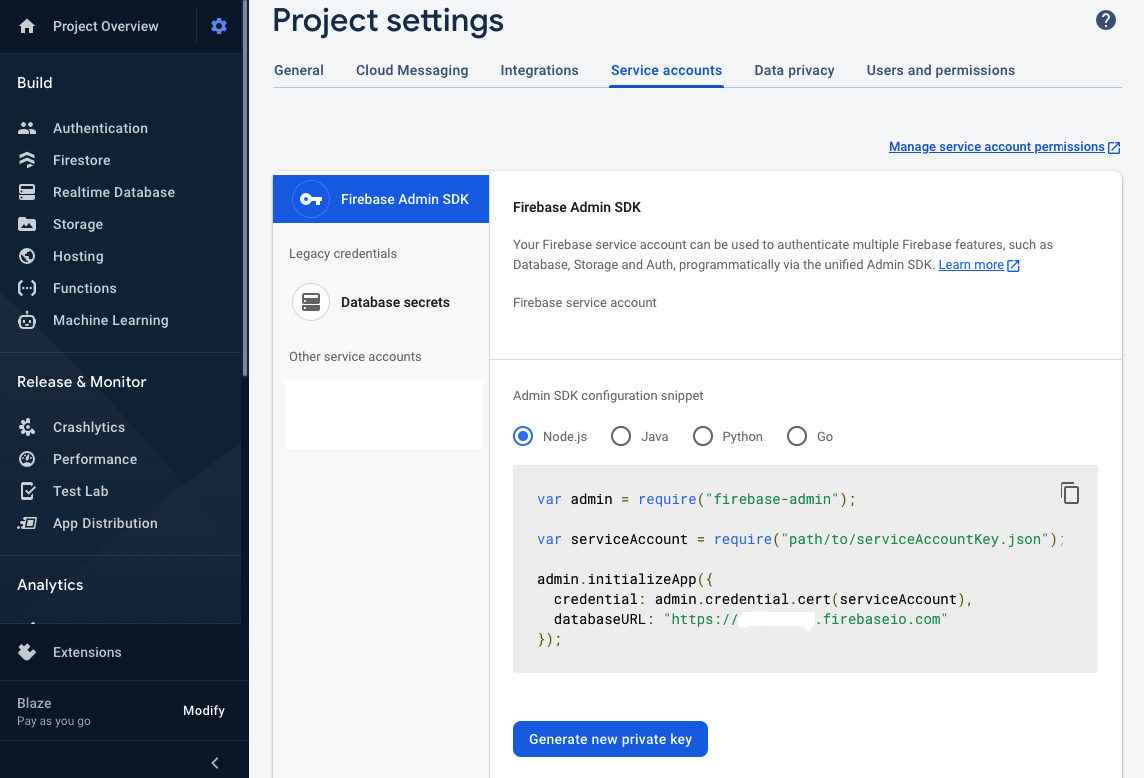 Project Overview
Build
Authentication
Firestore
Realtime Database
Storage
Hosting
Functions
Machine Learning
Release & Monitor
Crashlytics
Performance
Test Lab
App Distribution
Analytics
Extensions
Blaze
Pay as you go
Modify
Project settings
General
Cloud Messaging
Integrations
Service accounts
Data privacy
Users and permissions
Manage service account permissions
Firebase Admin SDK
Legacy credentials
Database secrets
Other service accounts
Firebase Admin SDK
Your Firebase service account can be used to authenticate multiple Firebase features, such as
Database, Storage and Auth, programmatically via the unified Admin SDK. Learn more
Firebase service account
Admin SDK configuration snippet
Node.js
Java
Python
Go
var admin = require("firebase-admin");
var serviceAccount = require("path/to/serviceAccountKey.json");
admin.initializeApp({
credential: admin.credential.cert(serviceAccount),
databaseURL: "https:// .firebaseio.com"
});
Generate new private key